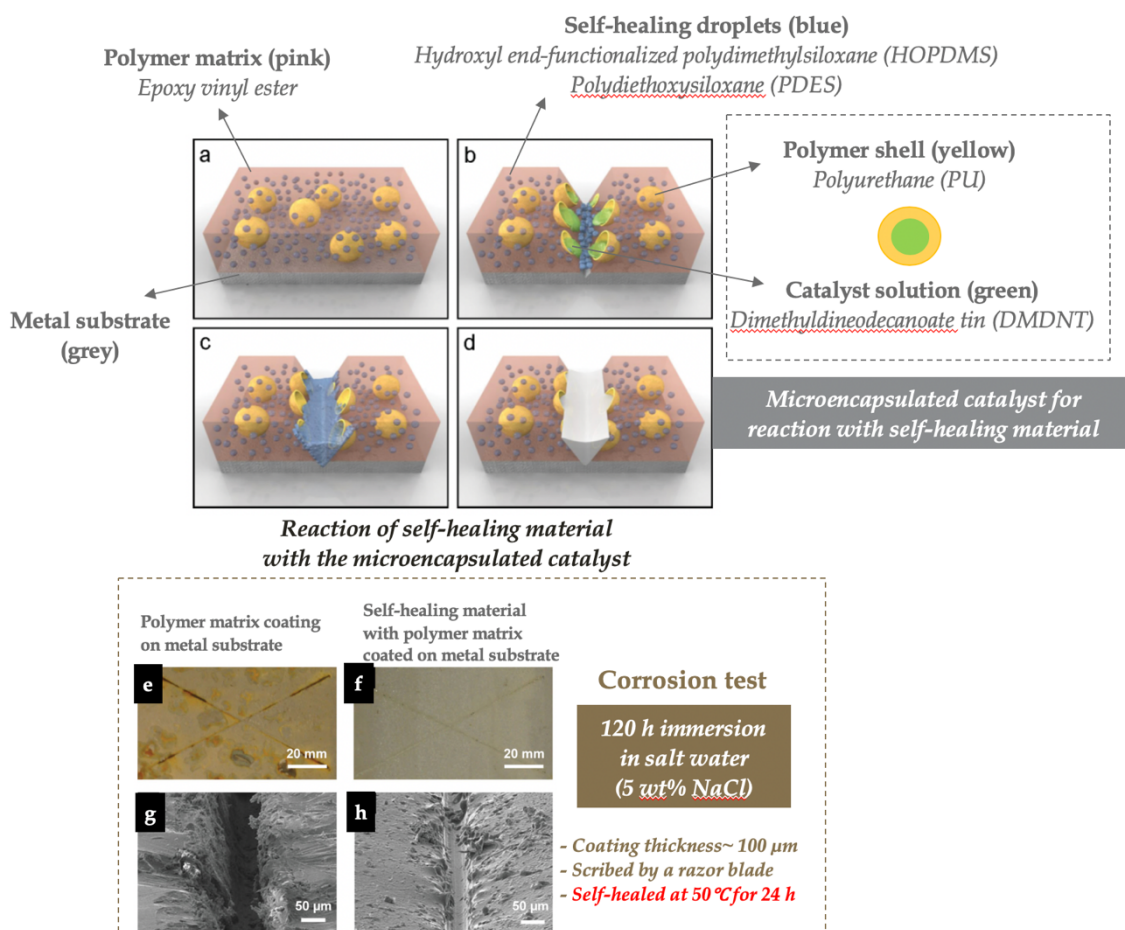 Self-healing droplets (blue)
Hydroxyl end-functionalized polydimethylsiloxane (HOPDMS)
Polydiethoxysiloxane (PDES)
Polymer matrix (pink)
Epoxy vinyl ester
a
b
Polymer shell (yellow)
Polyurethane (PU)
Catalyst solution (green)
Dimethyldineodecanoate tin (DMDNT)
Metal substrate
(grey)
c
d
Microencapsulated catalyst for
reaction with self-healing material
Reaction of self-healing material
with the microencapsulated catalyst
Polymer matrix coating
on metal substrate
Self-healing material
with polymer matrix
coated on metal substrate
e
20 mm
f
20 mm
Corrosion test
120 h immersion
in salt water
(5 wt% NaCl)
g
50 µm
h
50 µm
- Coating thickness~ 100 µm
- Scribed by a razor blade
- Self-healed at 50℃for 24 h